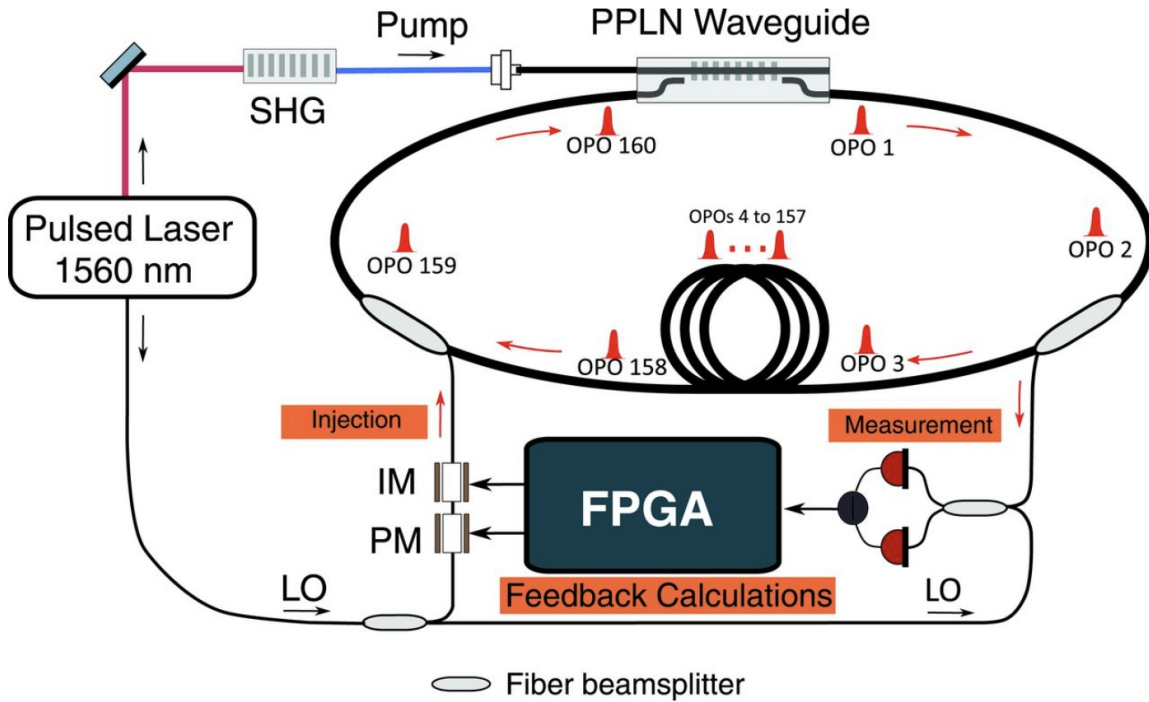 Pump
PPLN Waveguide
SHG
OPO 160
OPO 1
Pulsed Laser
1560 nm
OPO 159
OPOs 4 to 157
OPO 2
OPO 158
OPO 3
Injection
Measurement
IM
FPGA
PM
LO
Feedback Calculations
LO
Fiber beamsplitter